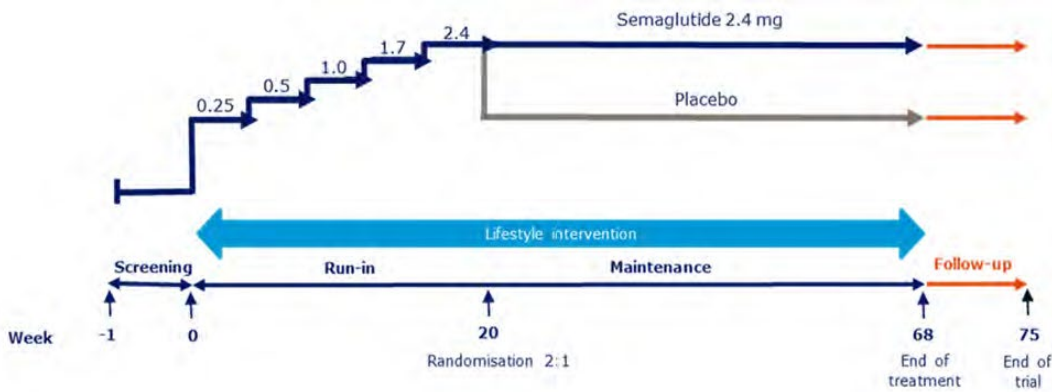 Semaglutide 2.4 mg
2.4
1.7
1.0
0.5
0.25
Placebo
Lifestyle intervention
Screening Run-in Maintenance Follow-up
Week -1 0 20 68 75
Randomisation 2:1 End of treatment End of trial